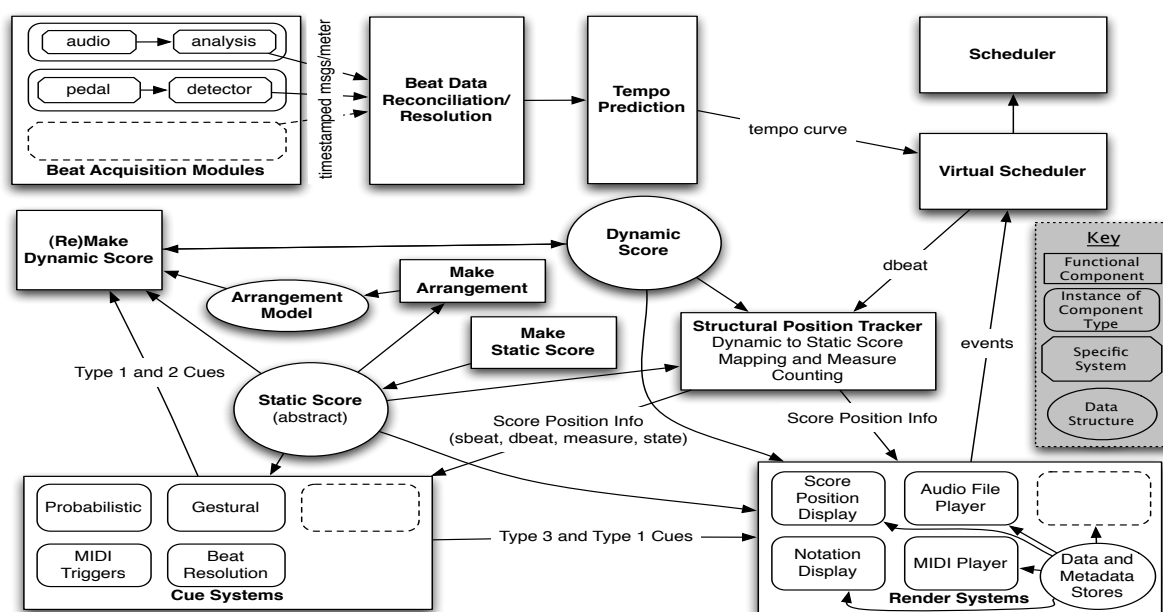 audio
analysis
pedal
detector
Beat Acquisition Modules
timestamped msgs/meter
Beat Data
Reconciliation/
Resolution
Tempo
Prediction
tempo curve
Scheduler
Virtual Scheduler
(Re)Make
Dynamic Score
Dynamic
Score
Make
Arrangement
Arrangement
Model
Make
Static Score
dbeat
Structural Position Tracker
Dynamic to Static Score
Mapping and Measure
Counting
events
Key
Functional
Component
Instance of
Component
Type
Specific
System
Data
Structure
Type 1 and 2 Cues
Static Score
(abstract)
Score Position Info
(sbeat, dbeat, measure, state)
Score Position Info
Probabilistic
Gestural
MIDI
Triggers
Beat
Resolution
Cue Systems
Type 3 and Type 1 Cues
Score
Position
Display
Audio File
Player
Notation
Display
MIDI Player
Data and
Metadata
Stores
Render Systems